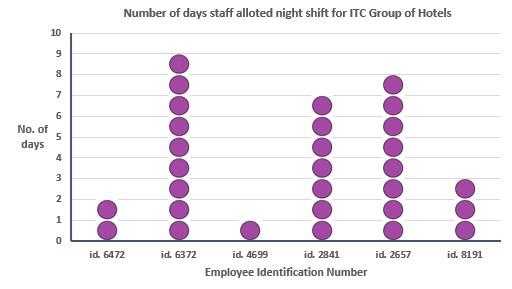 Number of days staff alloted night shift for ITC Group of Hotels
10
9
8
7
6
5
4
3
2
1
0
No. of
days
id. 6472 id. 6372 id. 4699 id. 2841 id. 2657 id. 8191
Employee Identification Number